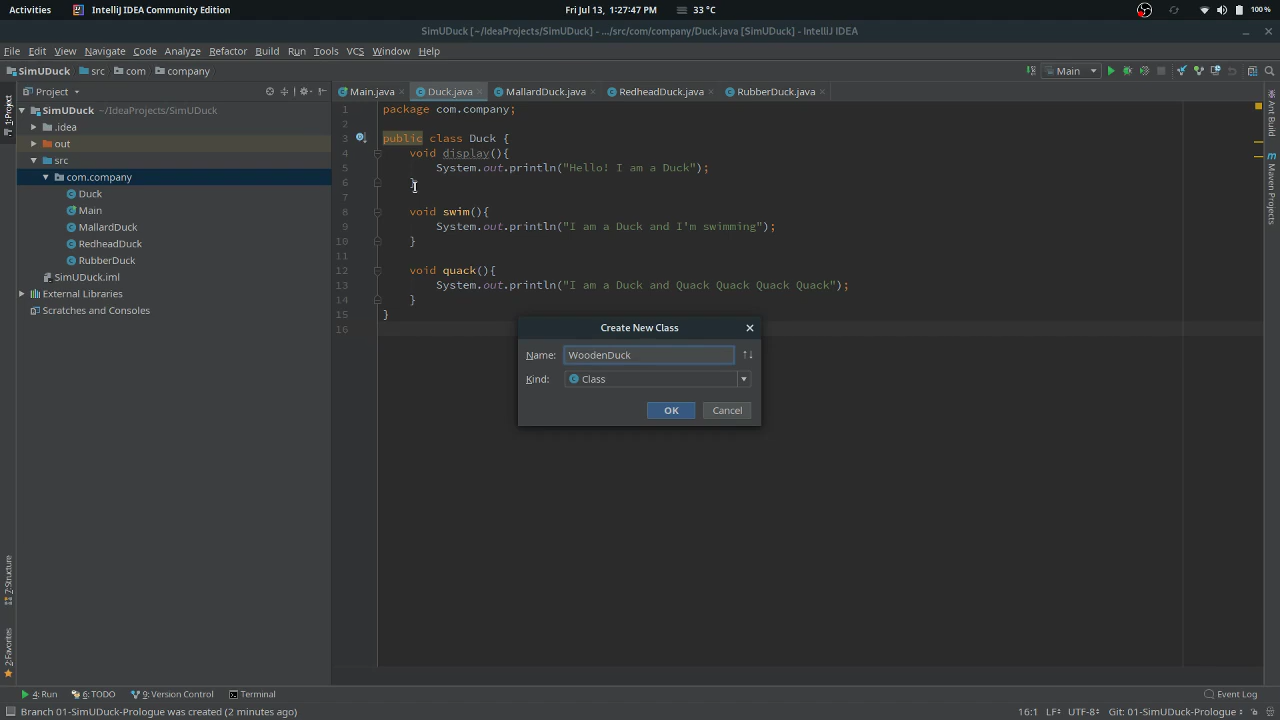 Activities
IntelliJ IDEA Community Edition
Fri Jul 13, 1:27:47 PM
33 °C
100 %
SimUDuck [~/IdeaProjects/SimUDuck] - .../src/com/company/Duck.java [SimUDuck] - IntelliJ IDEA
File Edit View Navigate Code Analyze Refactor Build Run Tools VCS Window Help
SimUDuck src com company
Main
Project
Main.java Duck.java MallardDuck.java RedheadDuck.java RubberDuck.java
1:Project
SimUDuck ~/IdeaProjects/SimUDuck
.idea
out
src
com.company
Duck
Main
MallardDuck
RedheadDuck
RubberDuck
SimUDuck.iml
External Libraries
Scratches and Consoles
1 package com.company;
2
3 public class Duck {
4 void display(){
5 System.out.println("Hello! I am a Duck");
6 }
7
8 void swim(){
9 System.out.println("I am a Duck and I'm swimming");
10 }
11
12 void quack(){
13 System.out.println("I am a Duck and Quack Quack Quack Quack");
14 }
15 }
16
Create New Class
Name: WoodenDuck
Kind: Class
OK Cancel
Ant Build
Maven Projects
7:Structure
2:Favorites
4: Run 6: TODO 9: Version Control Terminal
Event Log
Branch 01-SimUDuck-Prologue was created (2 minutes ago)
16:1 LF UTF-8 Git: 01-SimUDuck-Prologue